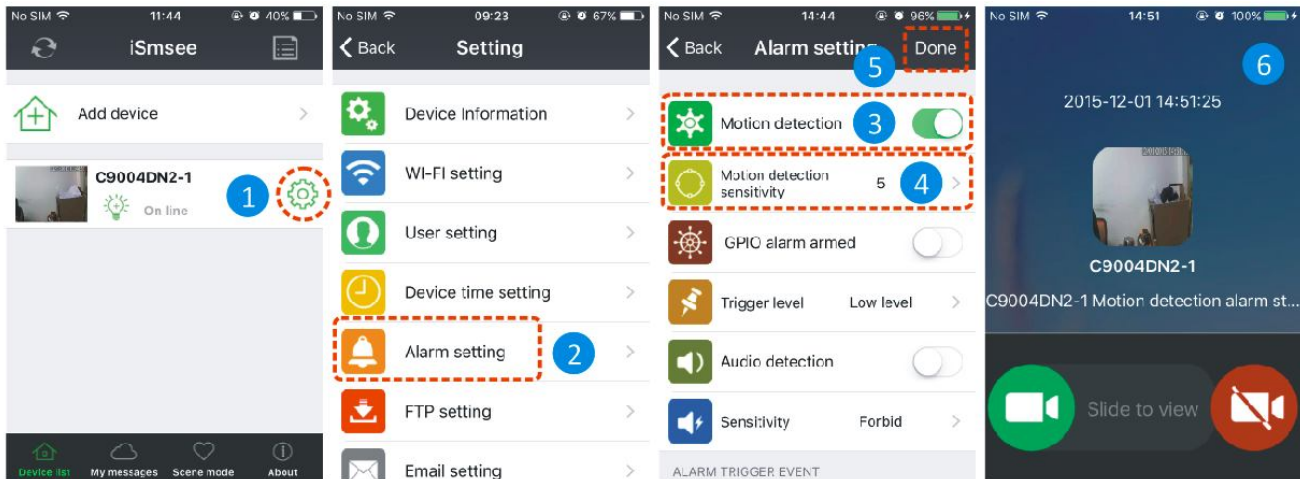 No SIM 11:44 40%
iSmsee
Add device
C9004DN2-1
1
On line
Device list My messages Scene mode About
No SIM 09:23 67%
Back Setting
Device Information
WI-FI setting
User setting
Device time setting
Alarm setting
2
FTP setting
Email setting
No SIM 14:44 96%
Back Alarm setting Done
5
Motion detection 3
Motion detection
sensitivity
5 4
GPIO alarm armed
Trigger level Low level
Audio detection
Sensitivity Forbid
ALARM TRIGGER EVENT
No SIM 14:51 100%
6
2015-12-01 14:51:25
C9004DN2-1
C9004DN2-1 Motion detection alarm st...
Slide to view